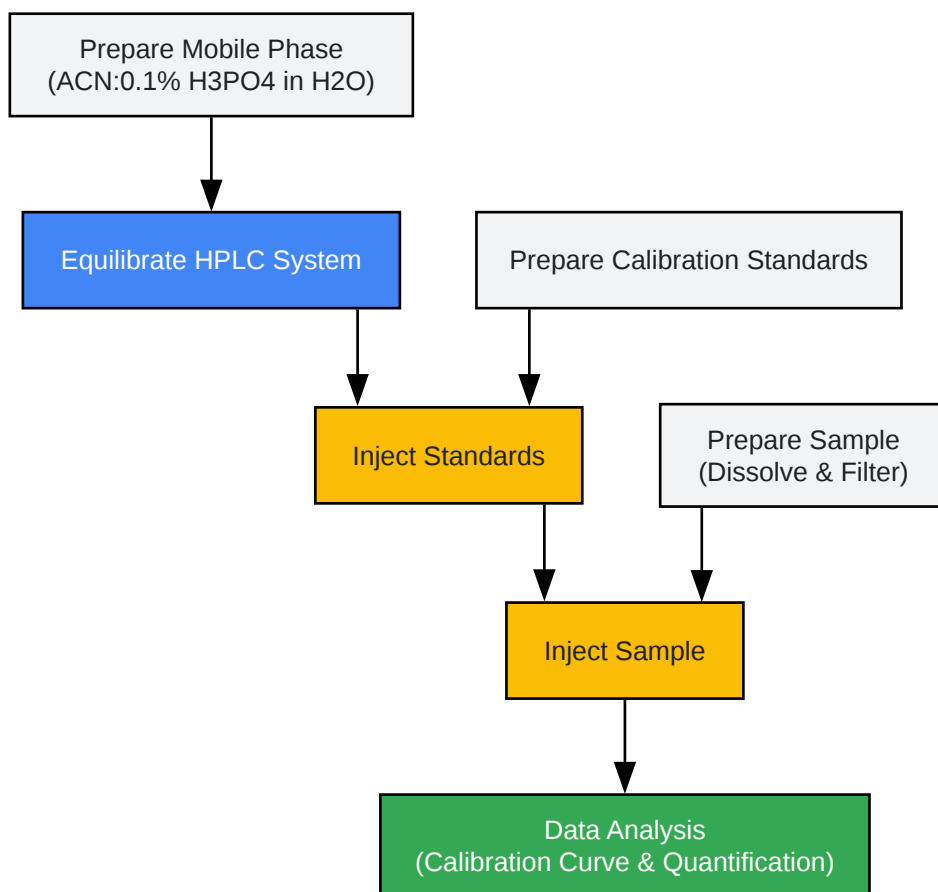 Prepare Mobile Phase
(ACN:0.1% H3PO4 in H2O)
Equilibrate HPLC System
Prepare Calibration Standards
Inject Standards
Prepare Sample
(Dissolve & Filter)
Inject Sample
Data Analysis
(Calibration Curve & Quantification)